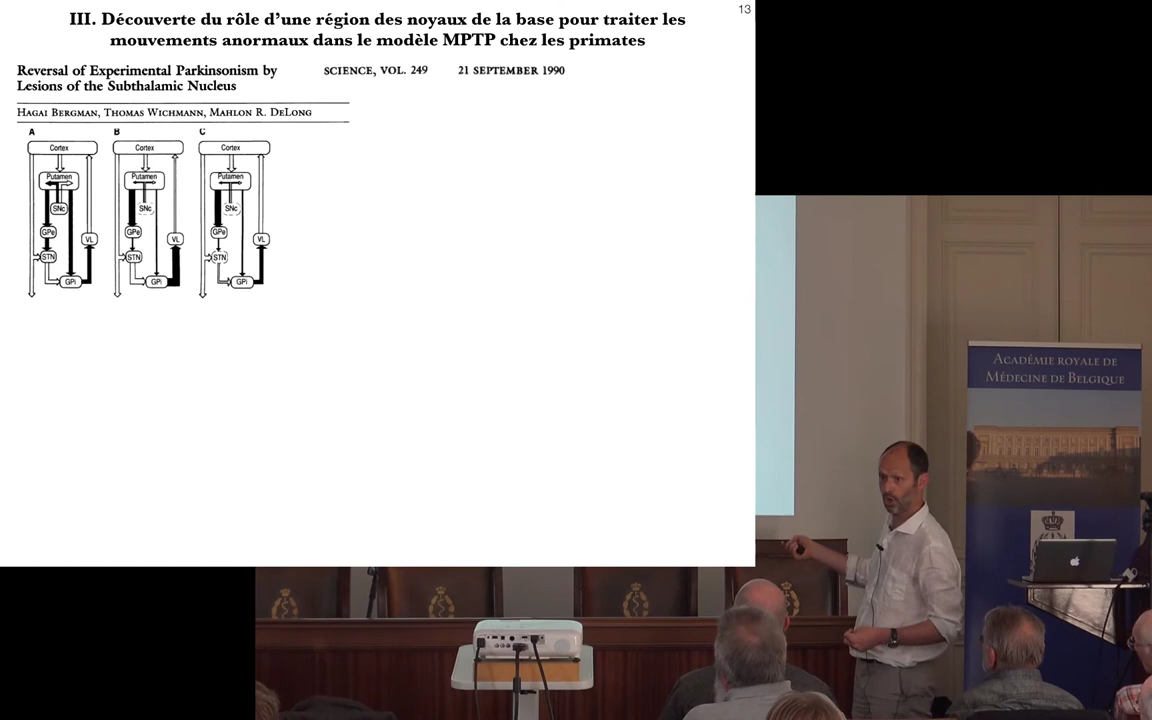 13
III. Découverte du rôle d'une région des noyaux de la base pour traiter les
mouvements anormaux dans le modèle MPTP chez les primates
Reversal of Experimental Parkinsonism by
Lesions of the Subthalamic Nucleus
SCIENCE, VOL. 249
21 SEPTEMBER 1990
HAGAI BERGMAN, THOMAS WICHMANN, MAHLON R. DELONG
A
Cortex
Putamen
SNc
GPe
VL
STN
GPi
B
Cortex
Putamen
SNc
GPe
VL
STN
GPi
C
Cortex
Putamen
SNc
GPe
VL
STN
GPi
ACADÉMIE ROYALE DE
MÉDECINE DE BELGIQUE